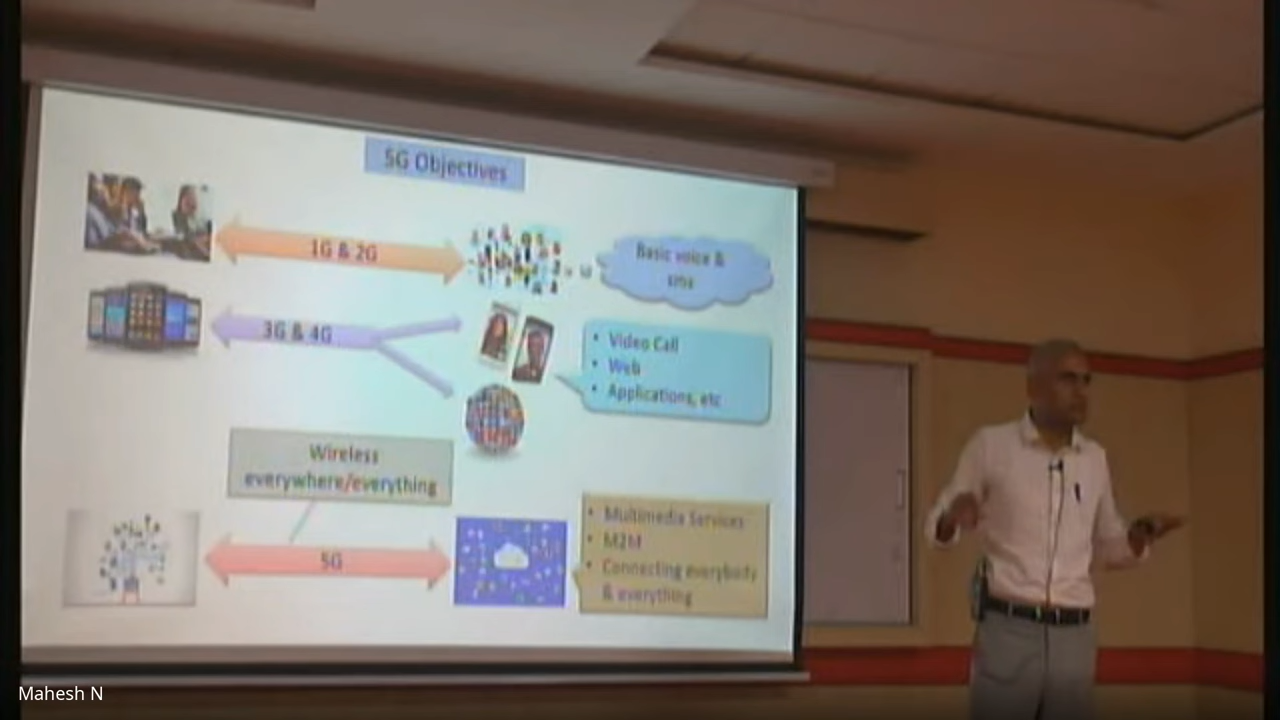 5G Objectives
1G & 2G
Basic voice &
sms
3G & 4G
Video Call
Web
Applications, etc
Wireless
everywhere/everything
5G
Multimedia Services
M2M
Connecting everybody
& everything
Mahesh N